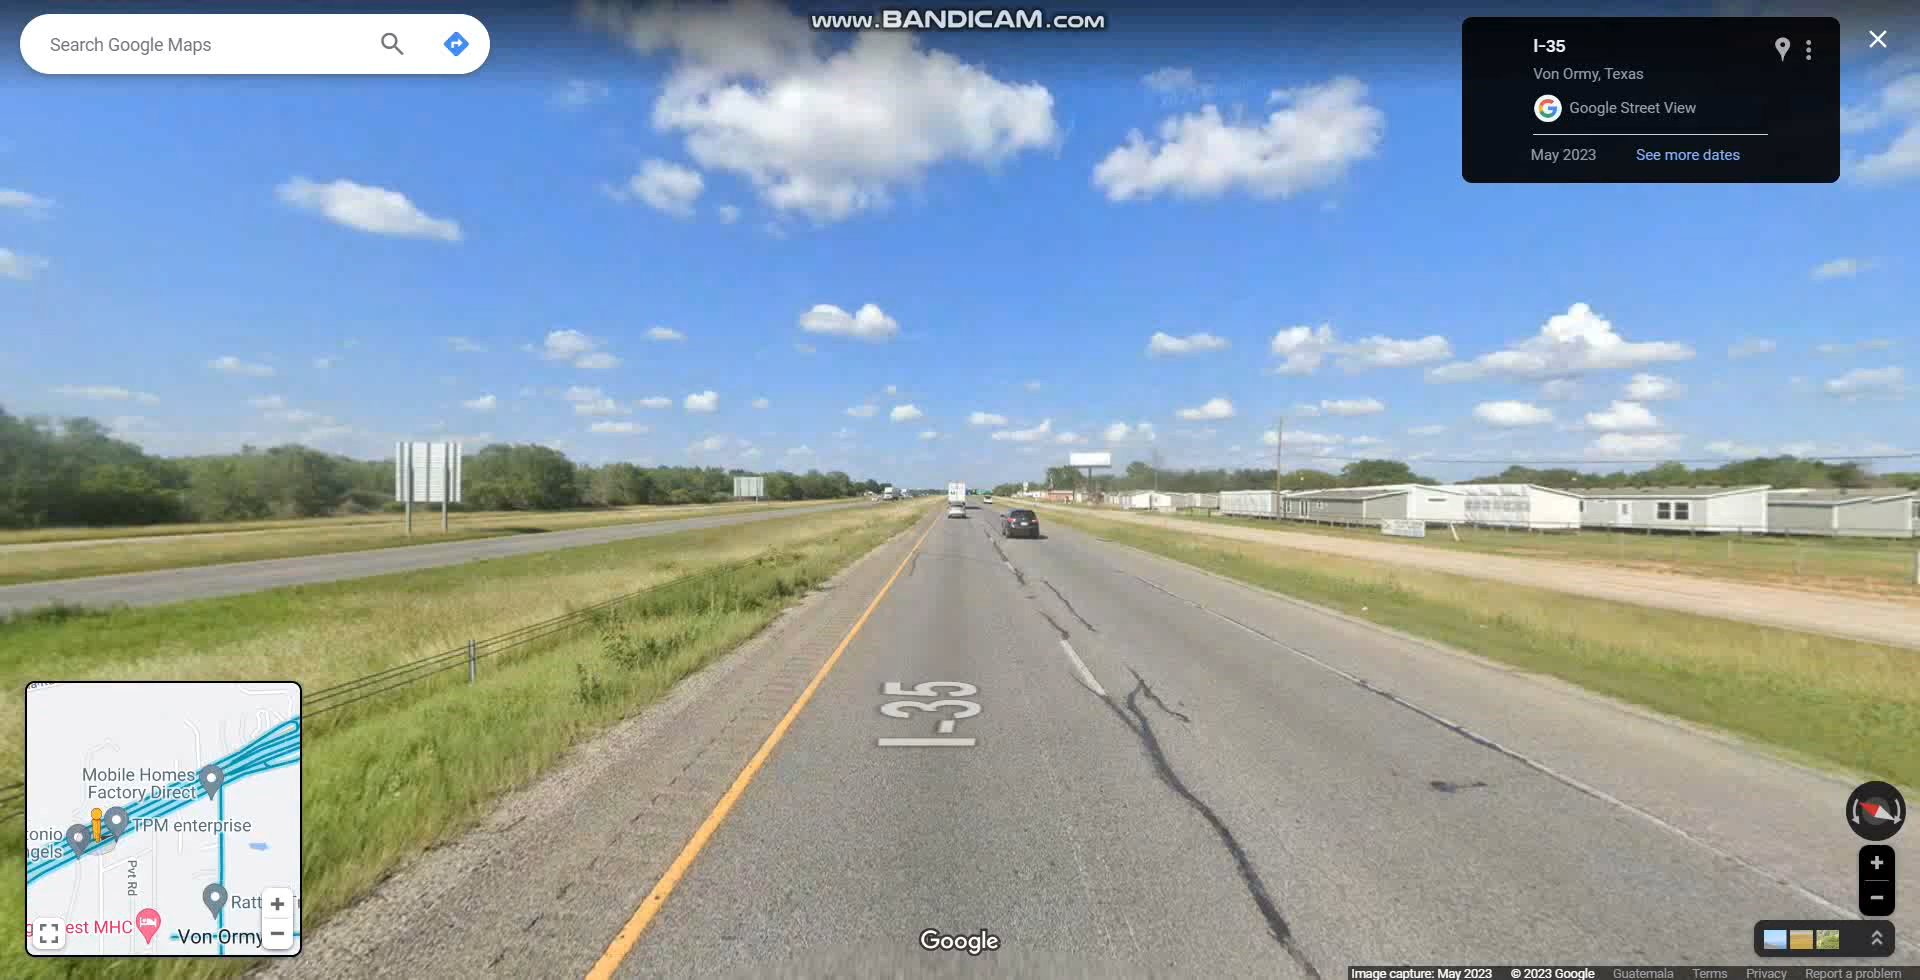 www.BANDICAM.com
Search Google Maps
I-35
Von Ormy, Texas
Google Street View
May 2023 See more dates
I-35
Mobile Homes
Factory Direct
TPM enterprise
onio
ngels
Pvt Rd
est MHC
Von Ormy
Google
Image capture: May 2023 © 2023 Google Guatemala Terms Privacy Report a problem